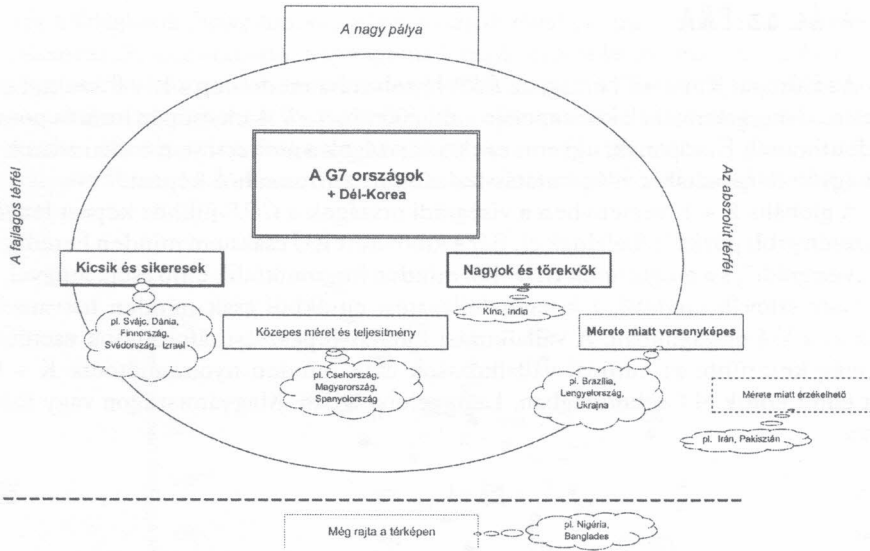 A nagy pálya
A fajlagos térfél
Az abszolút térfél
A G7 országok
+ Dél-Korea
Kicsik és sikeresek
Nagyok és törekvők
pl. Svájc, Dánia,
Finnország,
Svédország, Izrael
Közepes méret és teljesítmény
Kína, India
Mérete miatt versenyképes
pl. Csehország,
Magyarország,
Spanyolország
pl. Brazília,
Lengyelország,
Ukrajna
Mérete miatt érzékelhető
pl. Irán, Pakisztán
Még rajta a térképen
pl. Nigéria,
Banglades